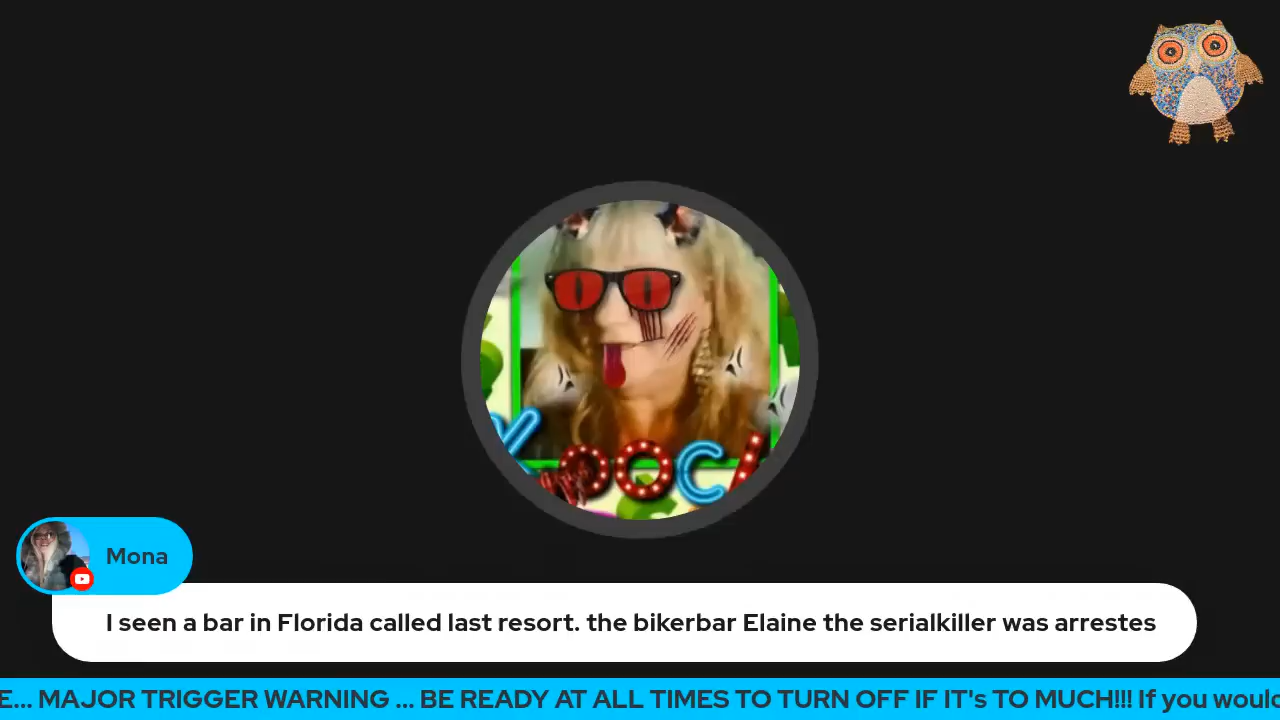 Mona
I seen a bar in Florida called last resort. the bikerbar Elaine the serialkiller was arrestes
E... MAJOR TRIGGER WARNING ... BE READY AT ALL TIMES TO TURN OFF IF IT's TO MUCH!!! If you would